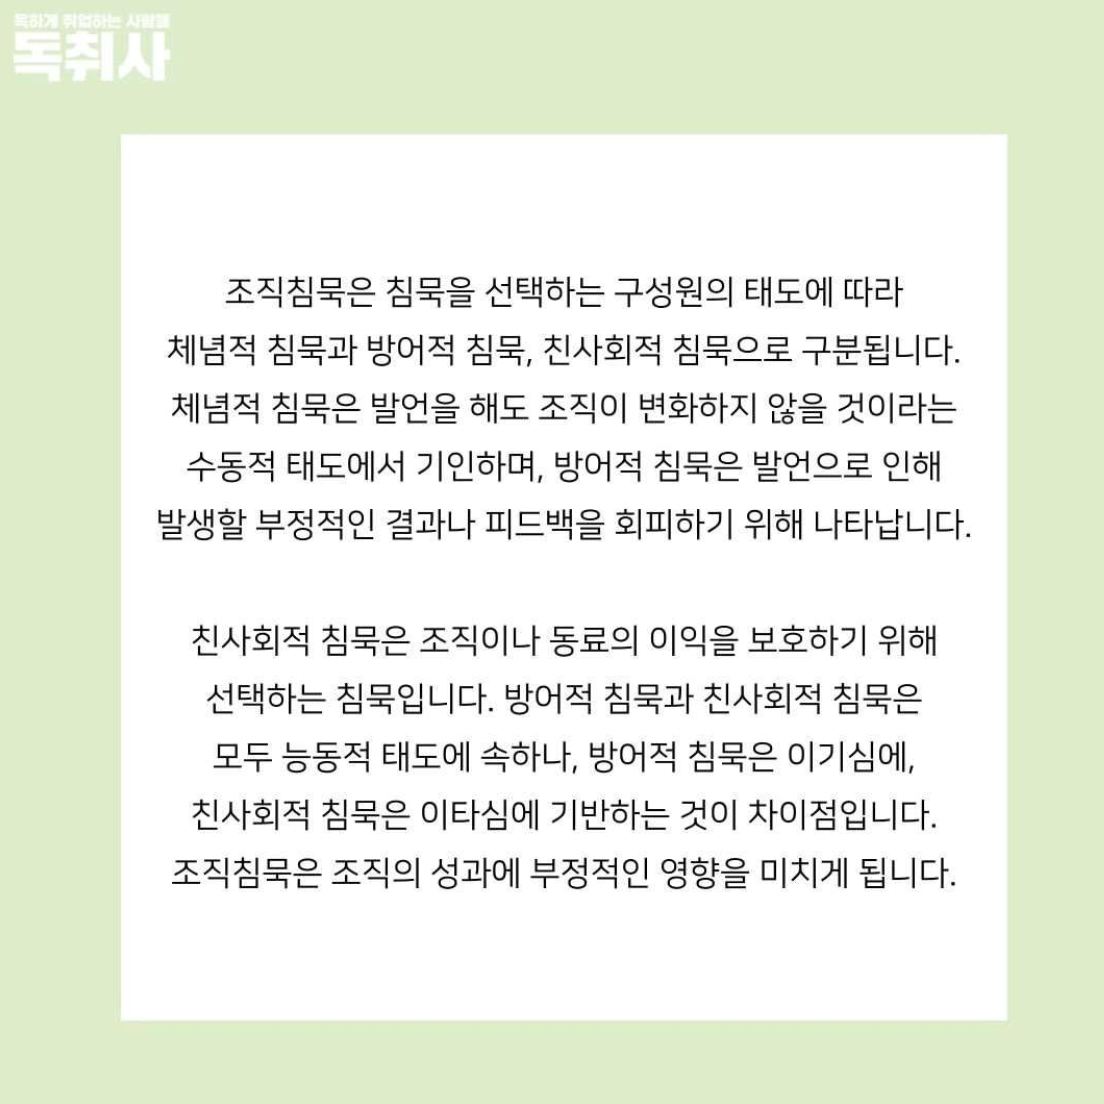 독하게 취업하는 사람들
독취사
조직침묵은 침묵을 선택하는 구성원의 태도에 따라
체념적 침묵과 방어적 침묵, 친사회적 침묵으로 구분됩니다.
체념적 침묵은 발언을 해도 조직이 변화하지 않을 것이라는
수동적 태도에서 기인하며, 방어적 침묵은 발언으로 인해
발생할 부정적인 결과나 피드백을 회피하기 위해 나타납니다.
친사회적 침묵은 조직이나 동료의 이익을 보호하기 위해
선택하는 침묵입니다. 방어적 침묵과 친사회적 침묵은
모두 능동적 태도에 속하나, 방어적 침묵은 이기심에,
친사회적 침묵은 이타심에 기반하는 것이 차이점입니다.
조직침묵은 조직의 성과에 부정적인 영향을 미치게 됩니다.